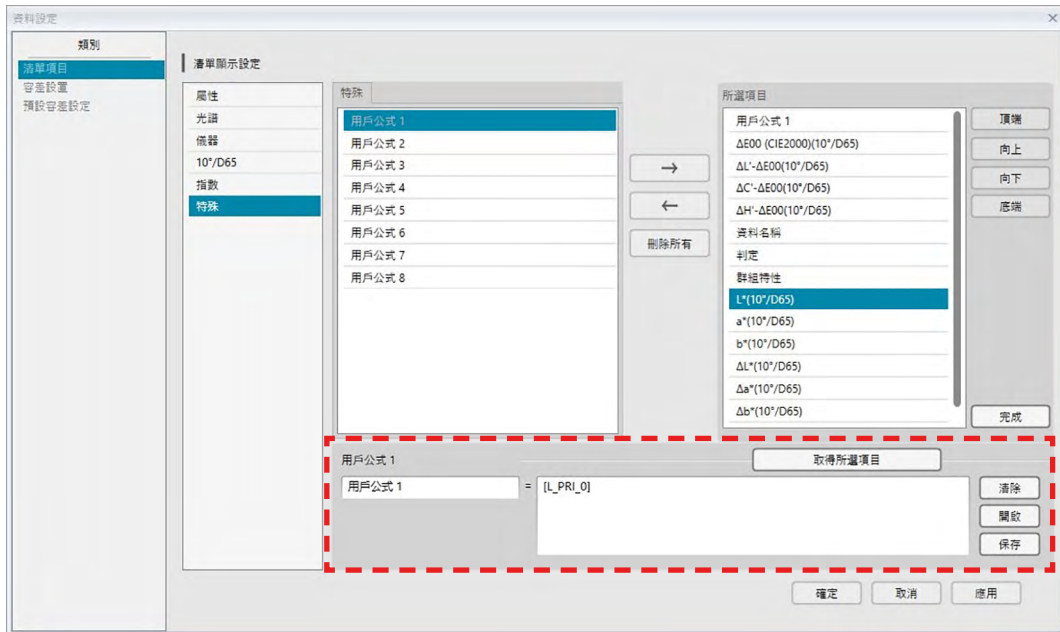 資料設定
類別
清單項目
容差設置
預設容差設定
清單顯示設定
屬性
光譜
儀器
10°/D65
指數
特殊
特殊
用戶公式 1
用戶公式 2
用戶公式 3
用戶公式 4
用戶公式 5
用戶公式 6
用戶公式 7
用戶公式 8
→
←
刪除所有
所選項目
用戶公式 1
ΔE00 (CIE2000)(10°/D65)
ΔL'-ΔE00(10°/D65)
ΔC'-ΔE00(10°/D65)
ΔH'-ΔE00(10°/D65)
資料名稱
判定
群組特性
L*(10°/D65)
a*(10°/D65)
b*(10°/D65)
ΔL*(10°/D65)
Δa*(10°/D65)
Δb*(10°/D65)
頂端
向上
向下
底端
完成
用戶公式 1
取得所選項目
用戶公式 1 = [L_PRI_0]
清除
開啟
保存
確定 取消 應用